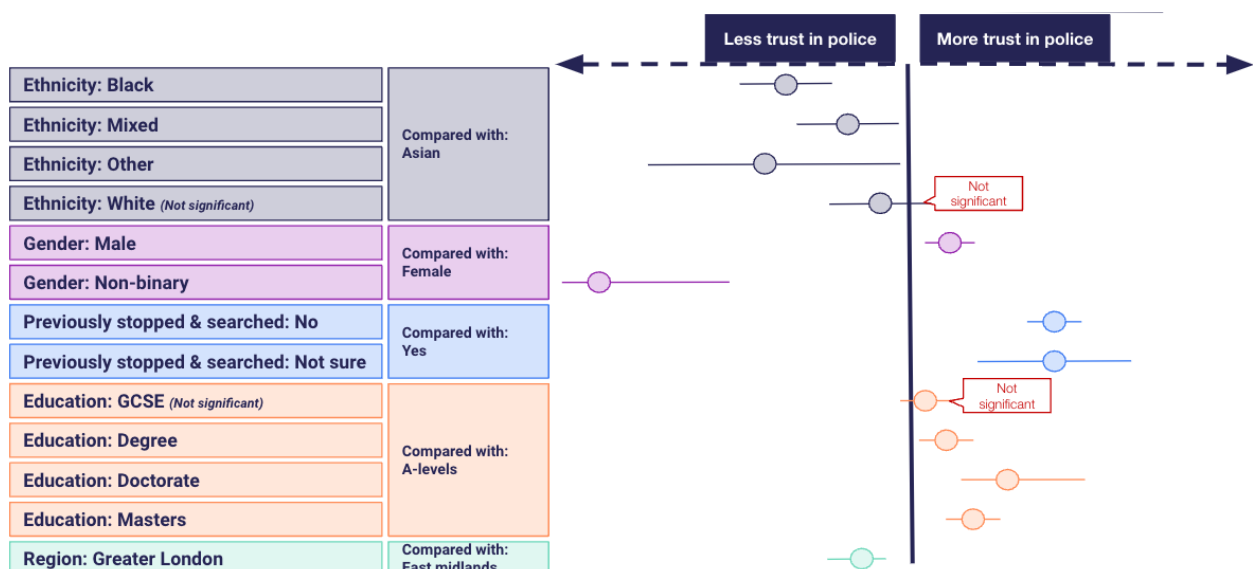 Less trust in police
More trust in police
Ethnicity: Black
Ethnicity: Mixed
Ethnicity: Other
Ethnicity: White (Not significant)
Compared with:
Asian
Not
significant
Gender: Male
Gender: Non-binary
Compared with:
Female
Previously stopped & searched: No
Previously stopped & searched: Not sure
Compared with:
Yes
Education: GCSE (Not significant)
Education: Degree
Education: Doctorate
Education: Masters
Compared with:
A-levels
Not
significant
Region: Greater London
Compared with:
East midlands